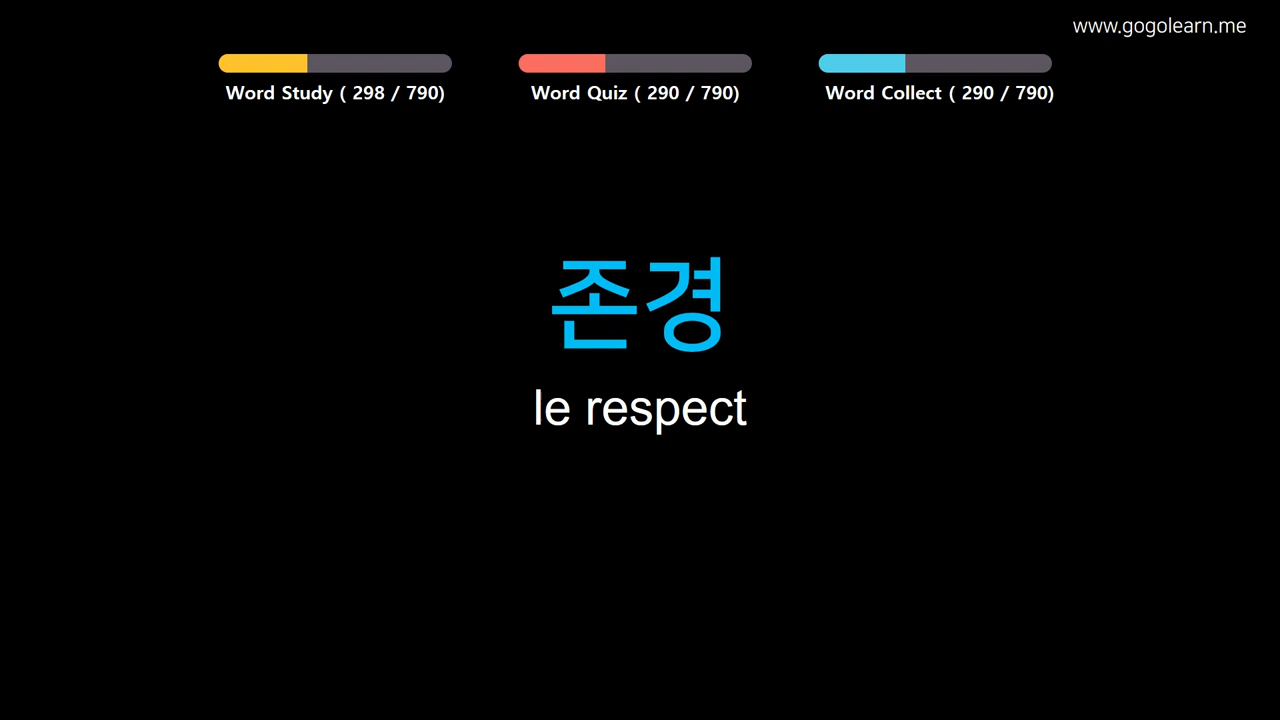 www.gogolearn.me
Word Study ( 298 / 790)
Word Quiz ( 290 / 790)
Word Collect ( 290 / 790)
존경
le respect